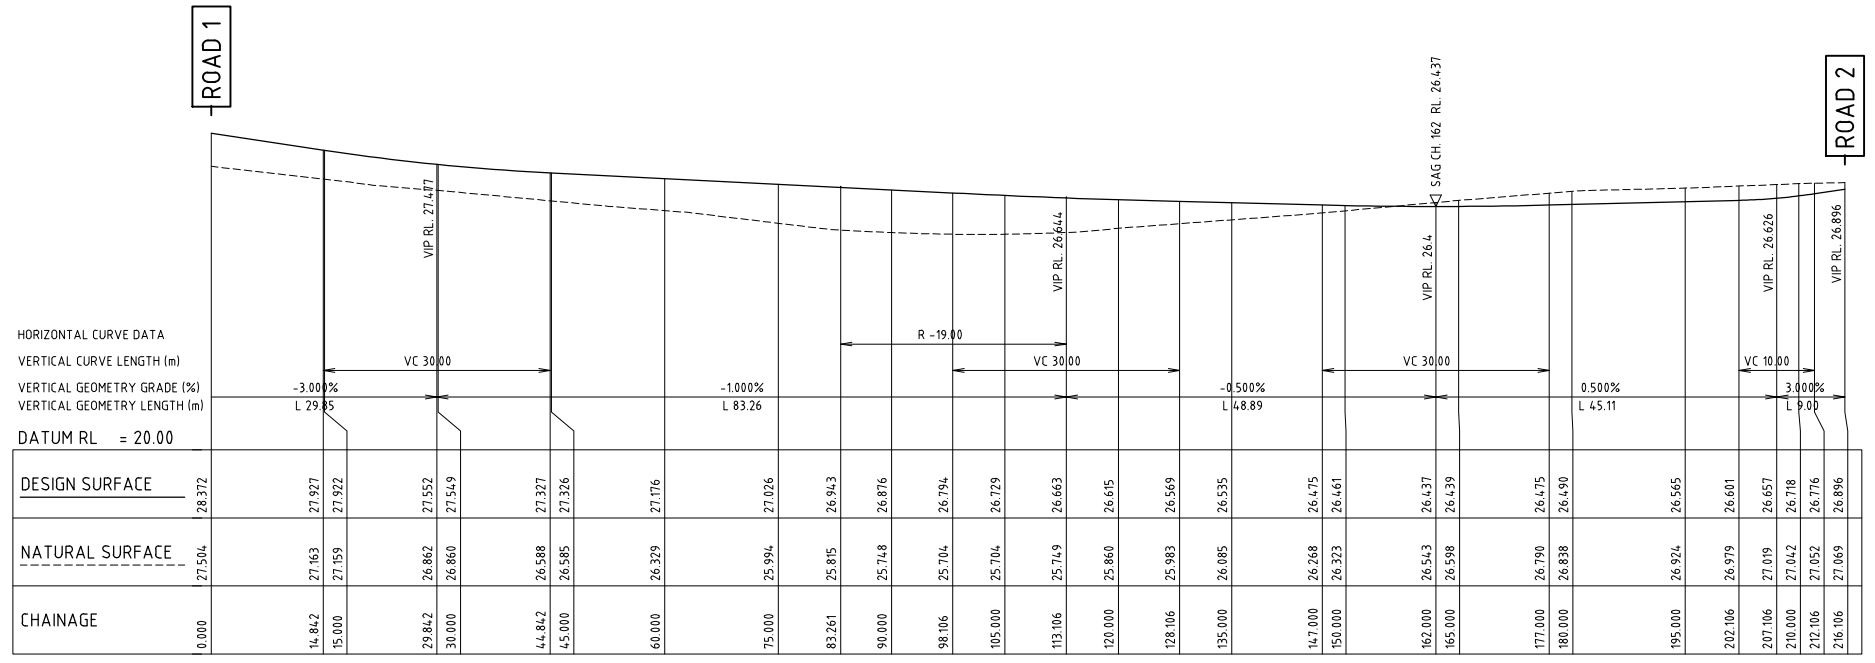 ROAD 1
ROAD 2
SAG CH. 162 RL. 26.437
VIP RL. 27.477
VIP RL. 26.644
VIP RL. 26.4
VIP RL. 26.626
VIP RL. 26.896
HORIZONTAL CURVE DATA R -19.00
VERTICAL CURVE LENGTH (m) VC 30.00 VC 30.00 VC 30.00 VC 10.00
VERTICAL GEOMETRY GRADE (%) -3.000% -1.000% -0.500% 0.500% 3.000%
VERTICAL GEOMETRY LENGTH (m) L 29.85 L 83.26 L 48.89 L 45.11 L 9.00
DATUM RL = 20.00
DESIGN SURFACE 28.372 27.927 27.922 27.552 27.549 27.327 27.326 27.176 27.026 26.943 26.876 26.794 26.729 26.663 26.615 26.569 26.535 26.475 26.461 26.437 26.439 26.475 26.490 26.565 26.601 26.657 26.718 26.776 26.896
NATURAL SURFACE 27.504 27.163 27.159 26.862 26.860 26.588 26.585 26.329 25.994 25.815 25.748 25.704 25.704 25.749 25.860 25.983 26.085 26.268 26.323 26.543 26.598 26.790 26.838 26.924 26.979 27.019 27.042 27.052 27.069
CHAINAGE 0.000 14.842 15.000 29.842 30.000 44.842 45.000 60.000 75.000 83.261 90.000 98.106 105.000 113.106 120.000 128.106 135.000 147.000 150.000 162.000 165.000 177.000 180.000 195.000 202.106 207.106 210.000 212.106 216.106